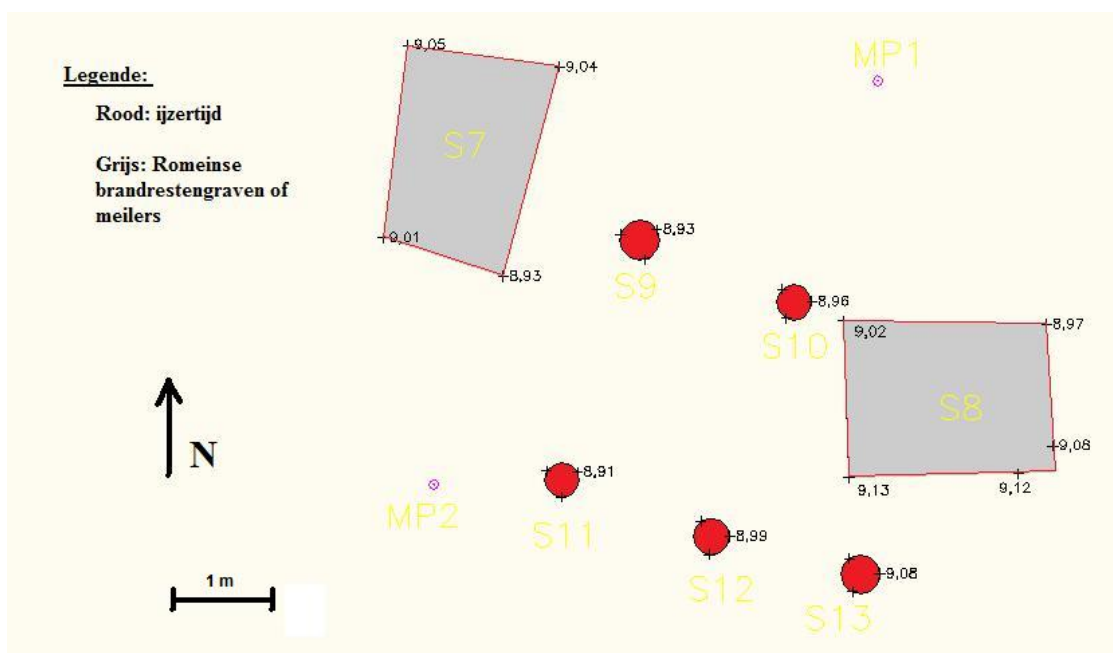 Legende:
Rood: ijzertijd
Grijs: Romeinse
brandrestengraven of
meilers
9,05
9,04
MP1
S7
9,01
8,93
8,93
S9
8,96
S10
9,02
8,97
S8
9,08
9,13
9,12
N
MP2
8,91
S11
8,99
S12
9,08
S13
1 m